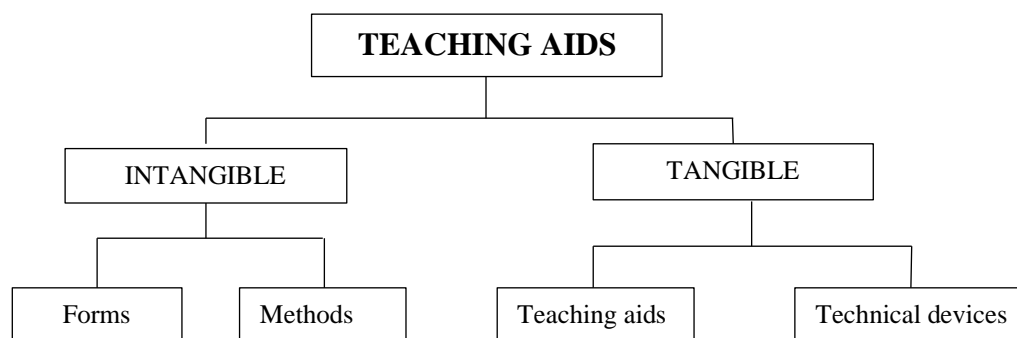 TEACHING AIDS
INTANGIBLE
TANGIBLE
Forms
Methods
Teaching aids
Technical devices